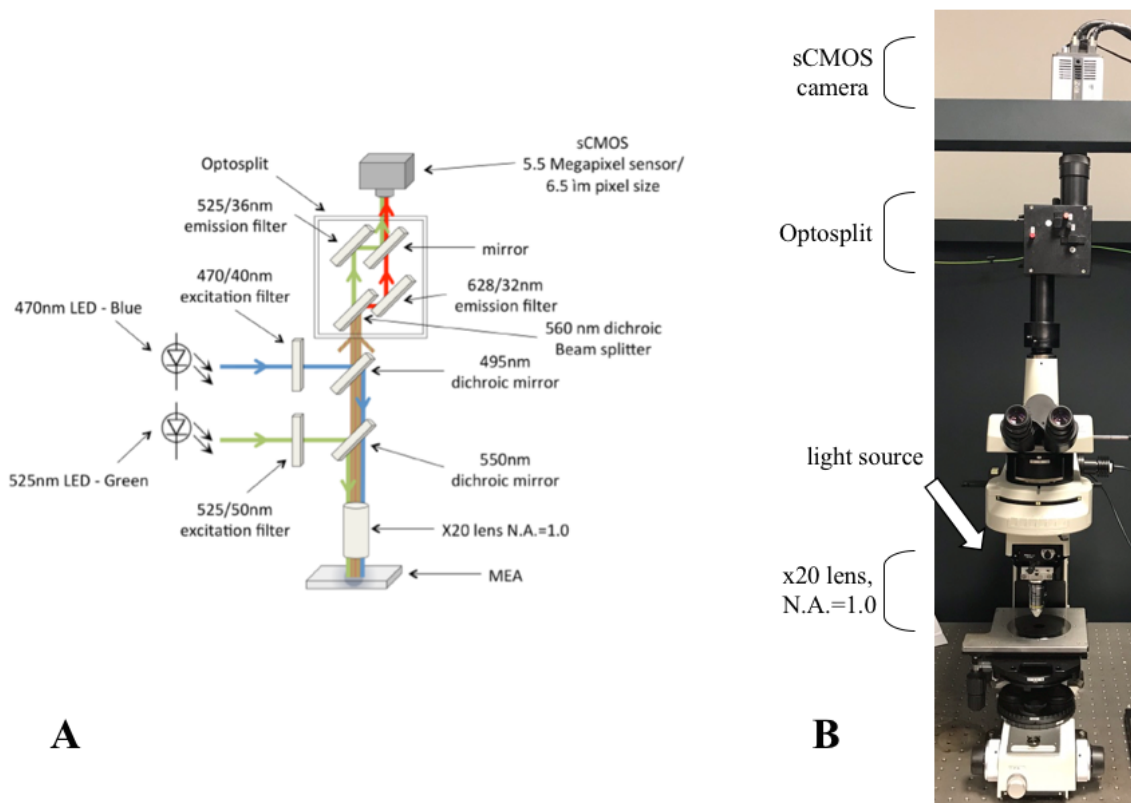 sCMOS
5.5 Megapixel sensor/
6.5 ìm pixel size
Optosplit
525/36nm
emission filter
mirror
470/40nm
excitation filter
628/32nm
emission filter
470nm LED - Blue
560 nm dichroic
Beam splitter
495nm
dichroic mirror
525nm LED - Green
550nm
dichroic mirror
525/50nm
excitation filter
X20 lens N.A.=1.0
MEA
A
sCMOS
camera
Optosplit
light source
x20 lens,
N.A.=1.0
B